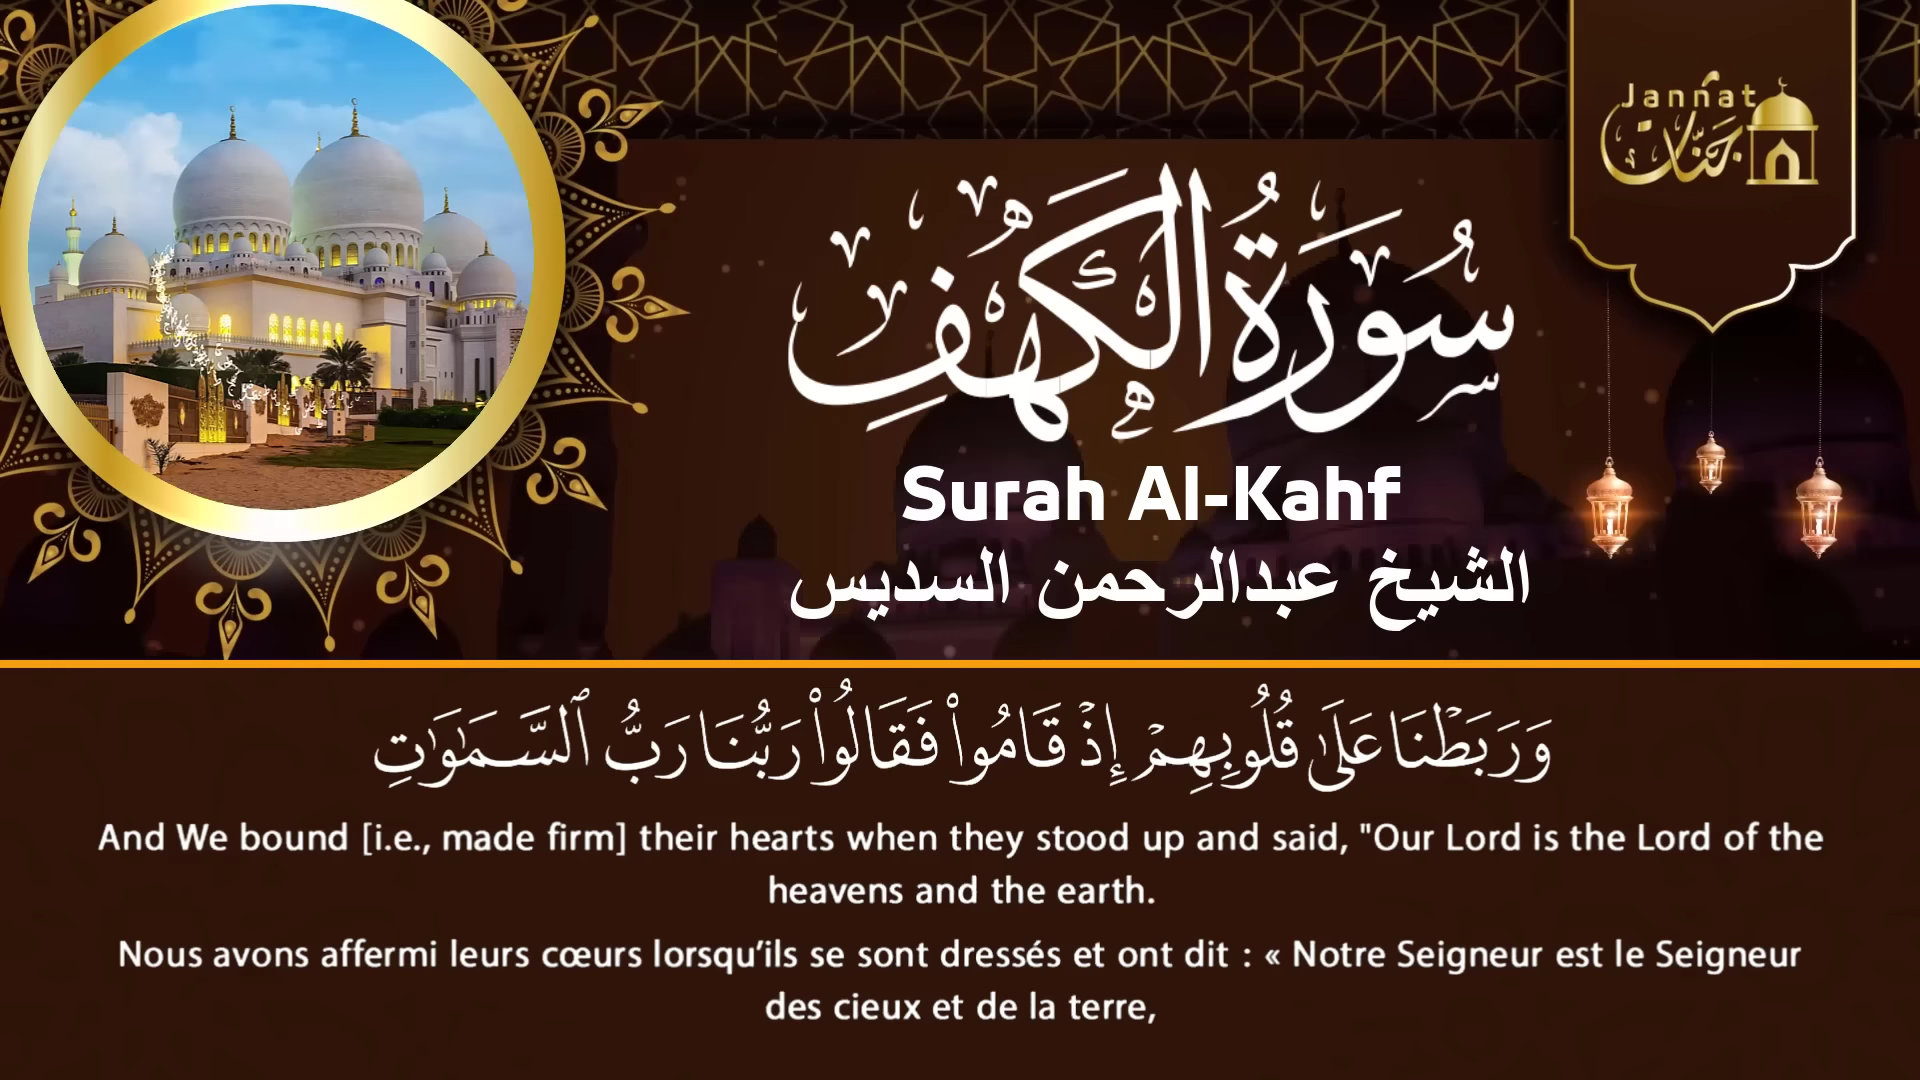 Jannat
جنات
سُورَةُ الْكَهْفِ
Surah Al-Kahf
الشيخ عبدالرحمن السديس
وَرَبَطْنَا عَلَىٰ قُلُوبِهِمْ إِذْ قَامُوا۟ فَقَالُوا۟ رَبُّنَا رَبُّ ٱلسَّمَٰوَٰتِ
And We bound [i.e., made firm] their hearts when they stood up and said, "Our Lord is the Lord of the
heavens and the earth.
Nous avons affermi leurs cœurs lorsqu’ils se sont dressés et ont dit : « Notre Seigneur est le Seigneur
des cieux et de la terre,